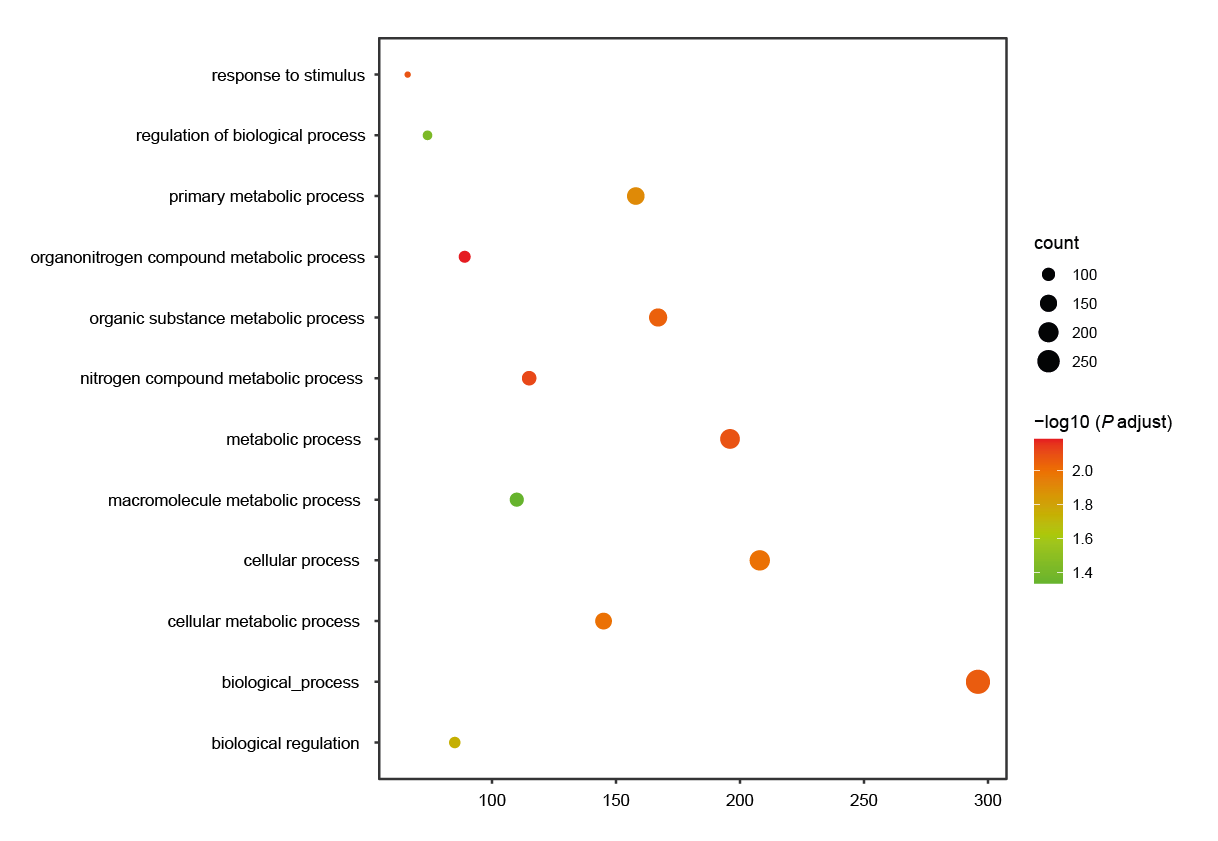 response to stimulus
regulation of biological process
primary metabolic process
organonitrogen compound metabolic process
organic substance metabolic process
nitrogen compound metabolic process
metabolic process
macromolecule metabolic process
cellular process
cellular metabolic process
biological_process
biological regulation
100 150 200 250 300
count
100
150
200
250
−log10 (P adjust)
2.0
1.8
1.6
1.4